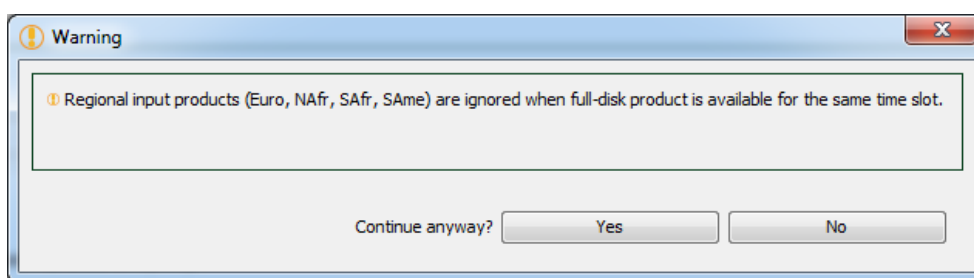 Warning
Regional input products (Euro, NAfr, SAfr, SAme) are ignored when full-disk product is available for the same time slot.
Continue anyway? Yes No